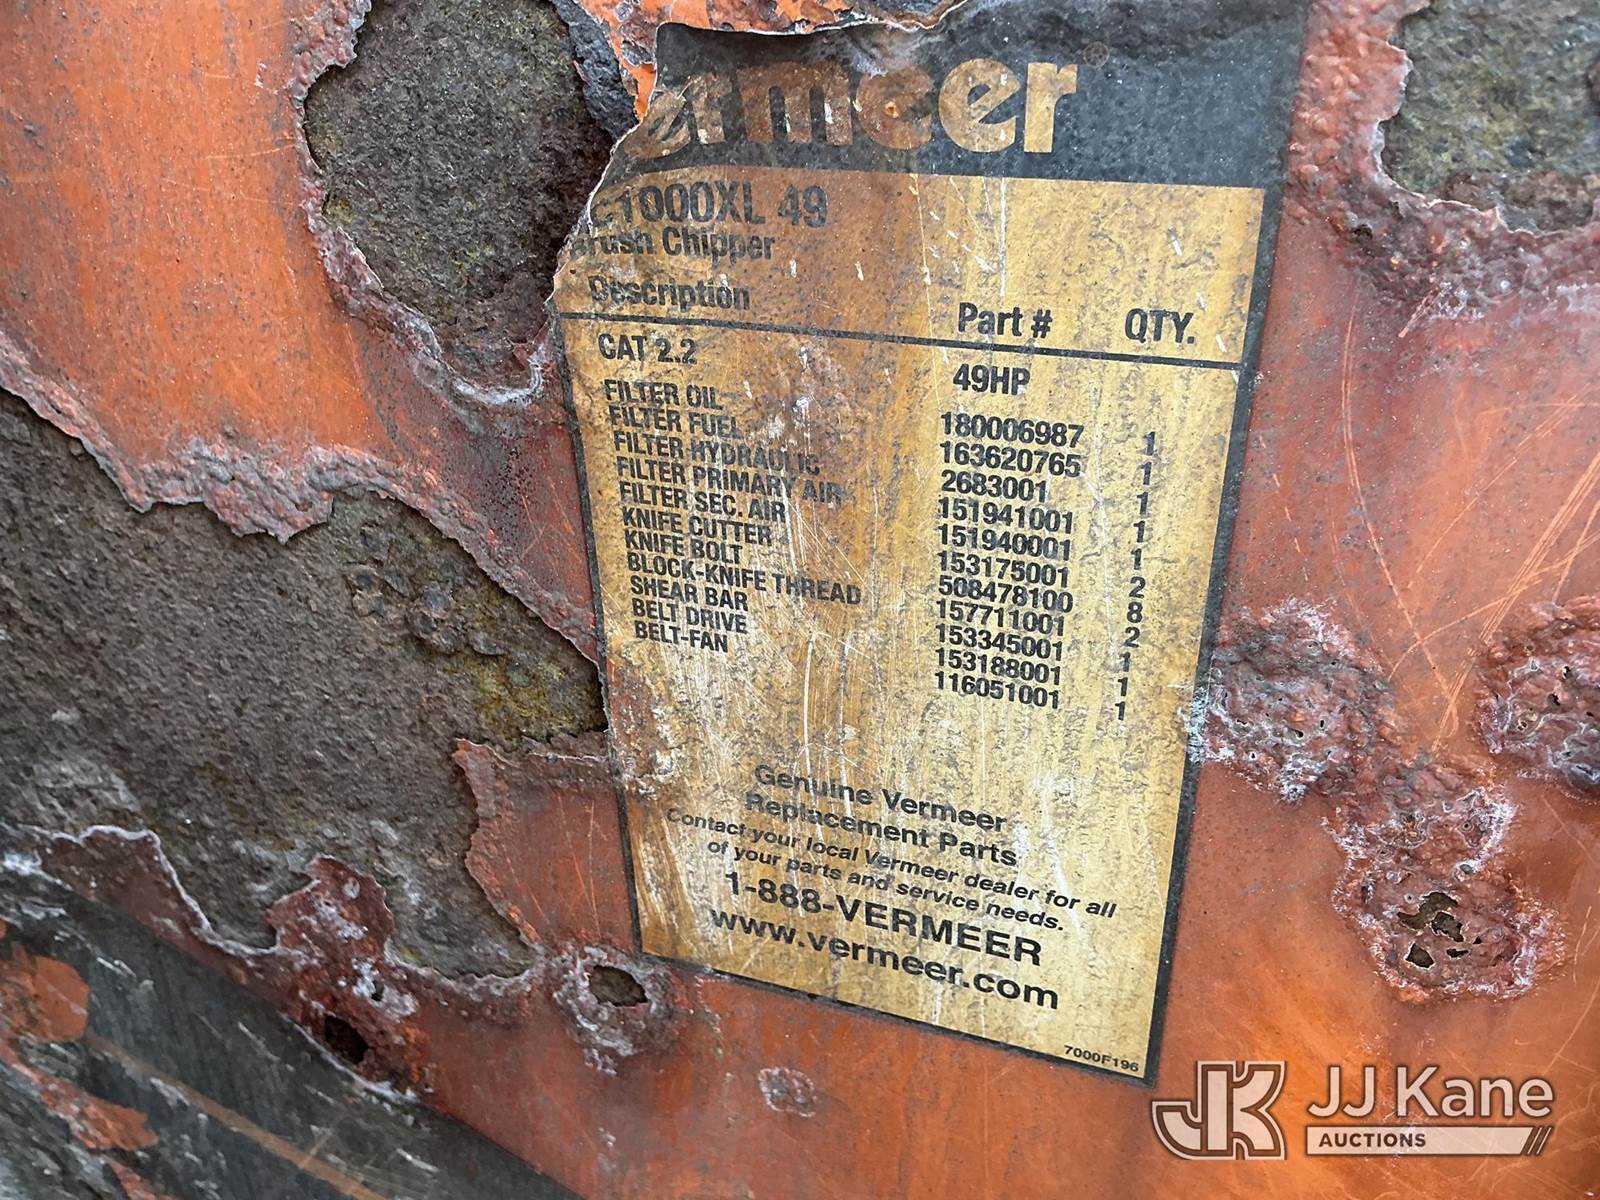 ermeer®
1000XL 49
rush Chipper
Description Part # QTY.
CAT 2.2 49HP
FILTER OIL 180006987 1
FILTER FUEL 163620765 1
FILTER HYDRAULIC 2683001 1
FILTER PRIMARY AIR 151941001 1
FILTER SEC. AIR 151940001 1
KNIFE CUTTER 153175001 2
KNIFE BOLT 508478100 8
BLOCK-KNIFE THREAD 157711001 2
SHEAR BAR 153345001 1
BELT DRIVE 153188001 1
BELT-FAN 116051001 1
Genuine Vermeer
Replacement Parts
Contact your local Vermeer dealer for all
of your parts and service needs.
1-888-VERMEER
www.vermeer.com
7000F196
JK JJ Kane
AUCTIONS